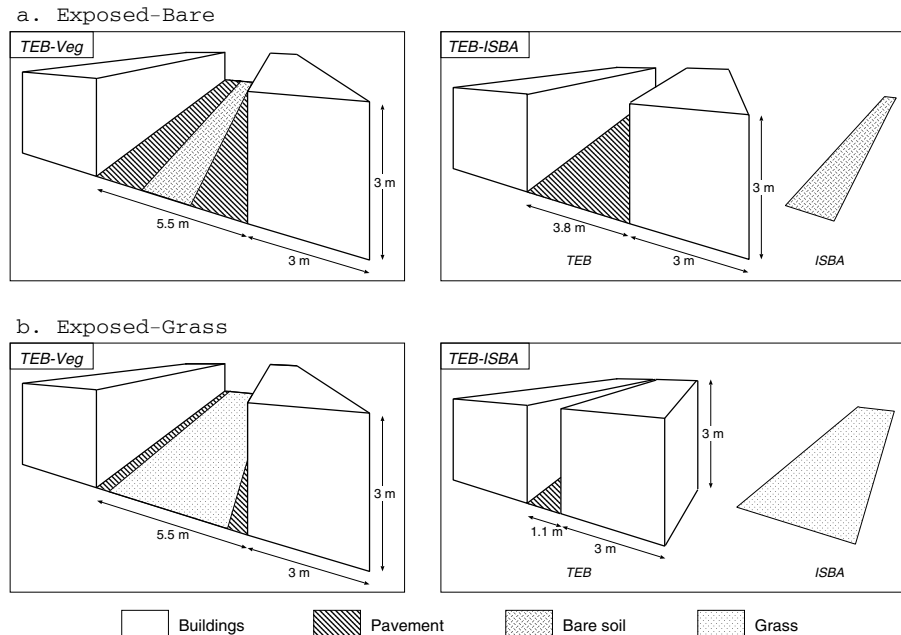 a. Exposed-Bare
TEB-Veg
3 m
5.5 m
3 m
TEB-ISBA
3 m
3.8 m
3 m
TEB
ISBA
b. Exposed-Grass
TEB-Veg
3 m
5.5 m
3 m
TEB-ISBA
3 m
1.1 m
3 m
TEB
ISBA
Buildings
Pavement
Bare soil
Grass